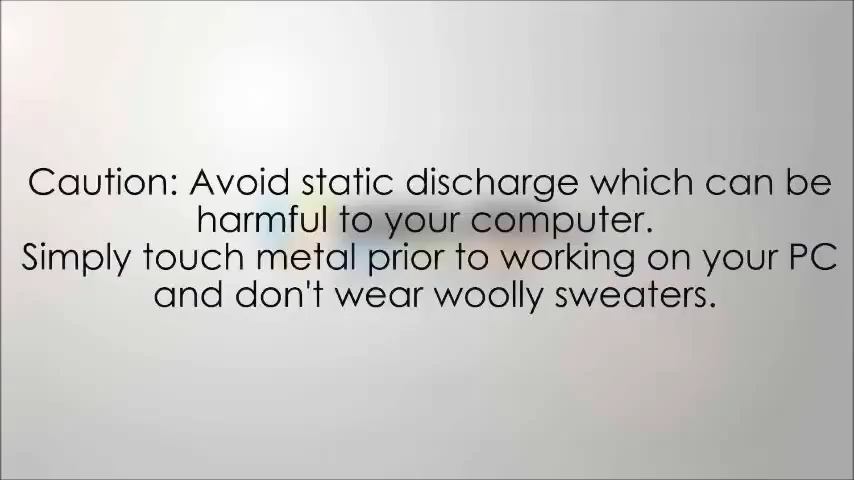 Caution: Avoid static discharge which can be
harmful to your computer.
Simply touch metal prior to working on your PC
and don't wear woolly sweaters.